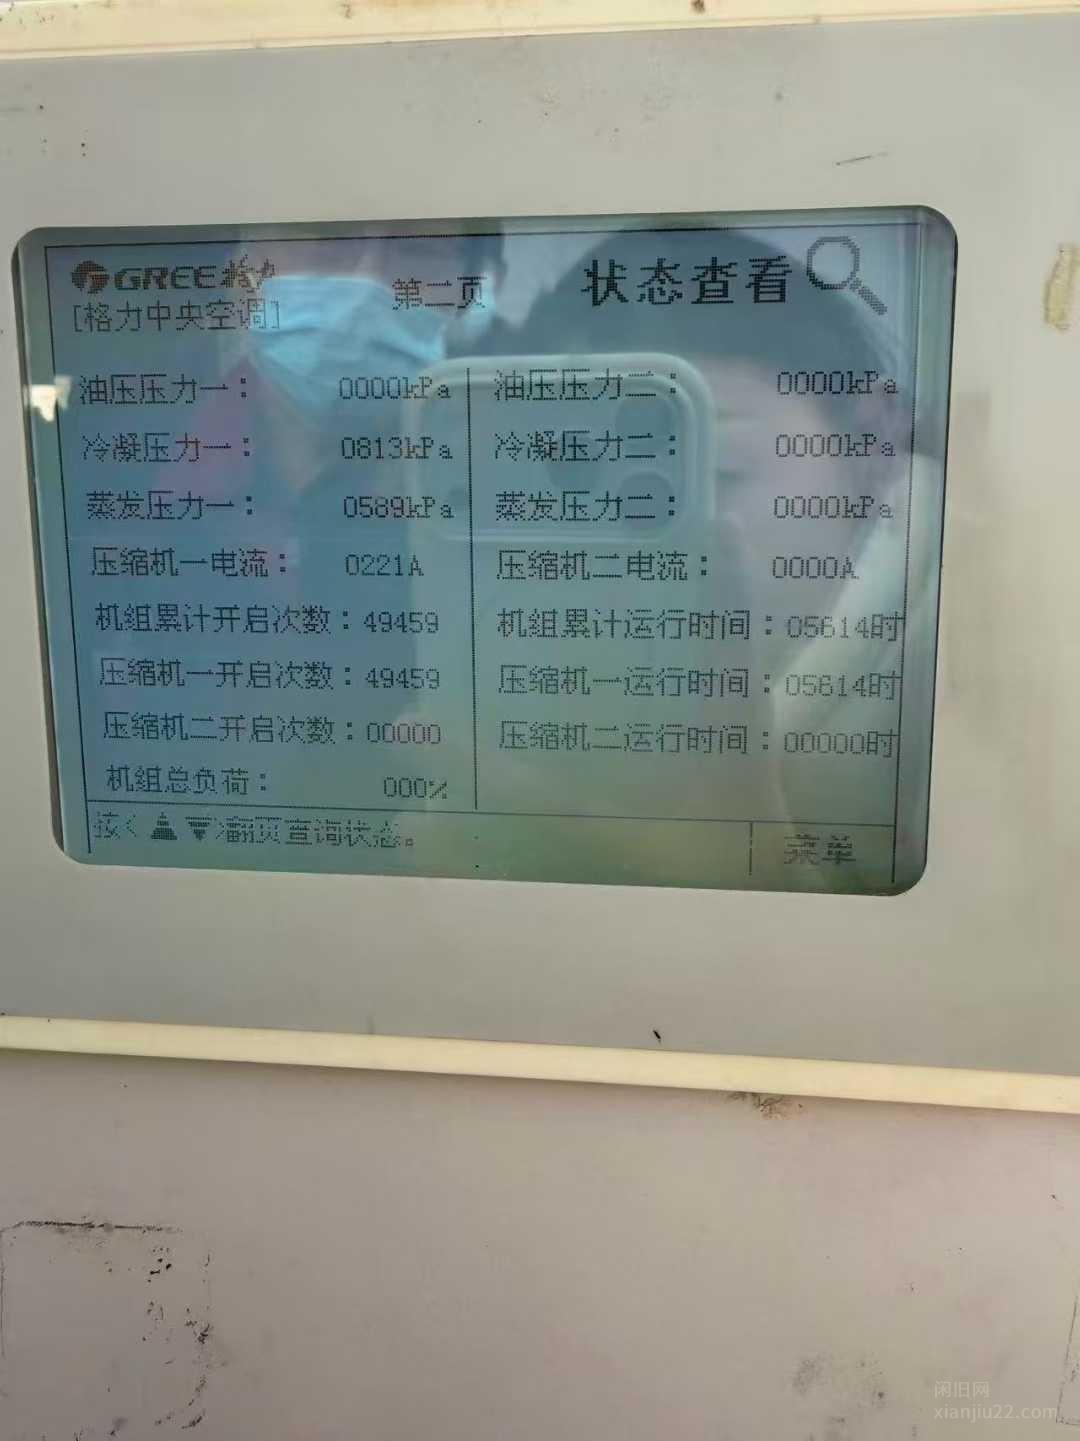 GREE格力
第二页
状态查看
[格力中央空调]
油压压力一： 0000kPa 油压压力二： 0000kPa
冷凝压力一： 0813kPa 冷凝压力二： 0000kPa
蒸发压力一： 0589kPa 蒸发压力二： 0000kPa
压缩机一电流： 0221A 压缩机二电流： 0000A
机组累计开启次数：49459 机组累计运行时间：05614时
压缩机一开启次数：49459 压缩机一运行时间：05614时
压缩机二开启次数：00000 压缩机二运行时间：00000时
机组总负荷： 000%
按<▲▼>翻页查询状态。 菜单
闲旧网
xianjiu22.com